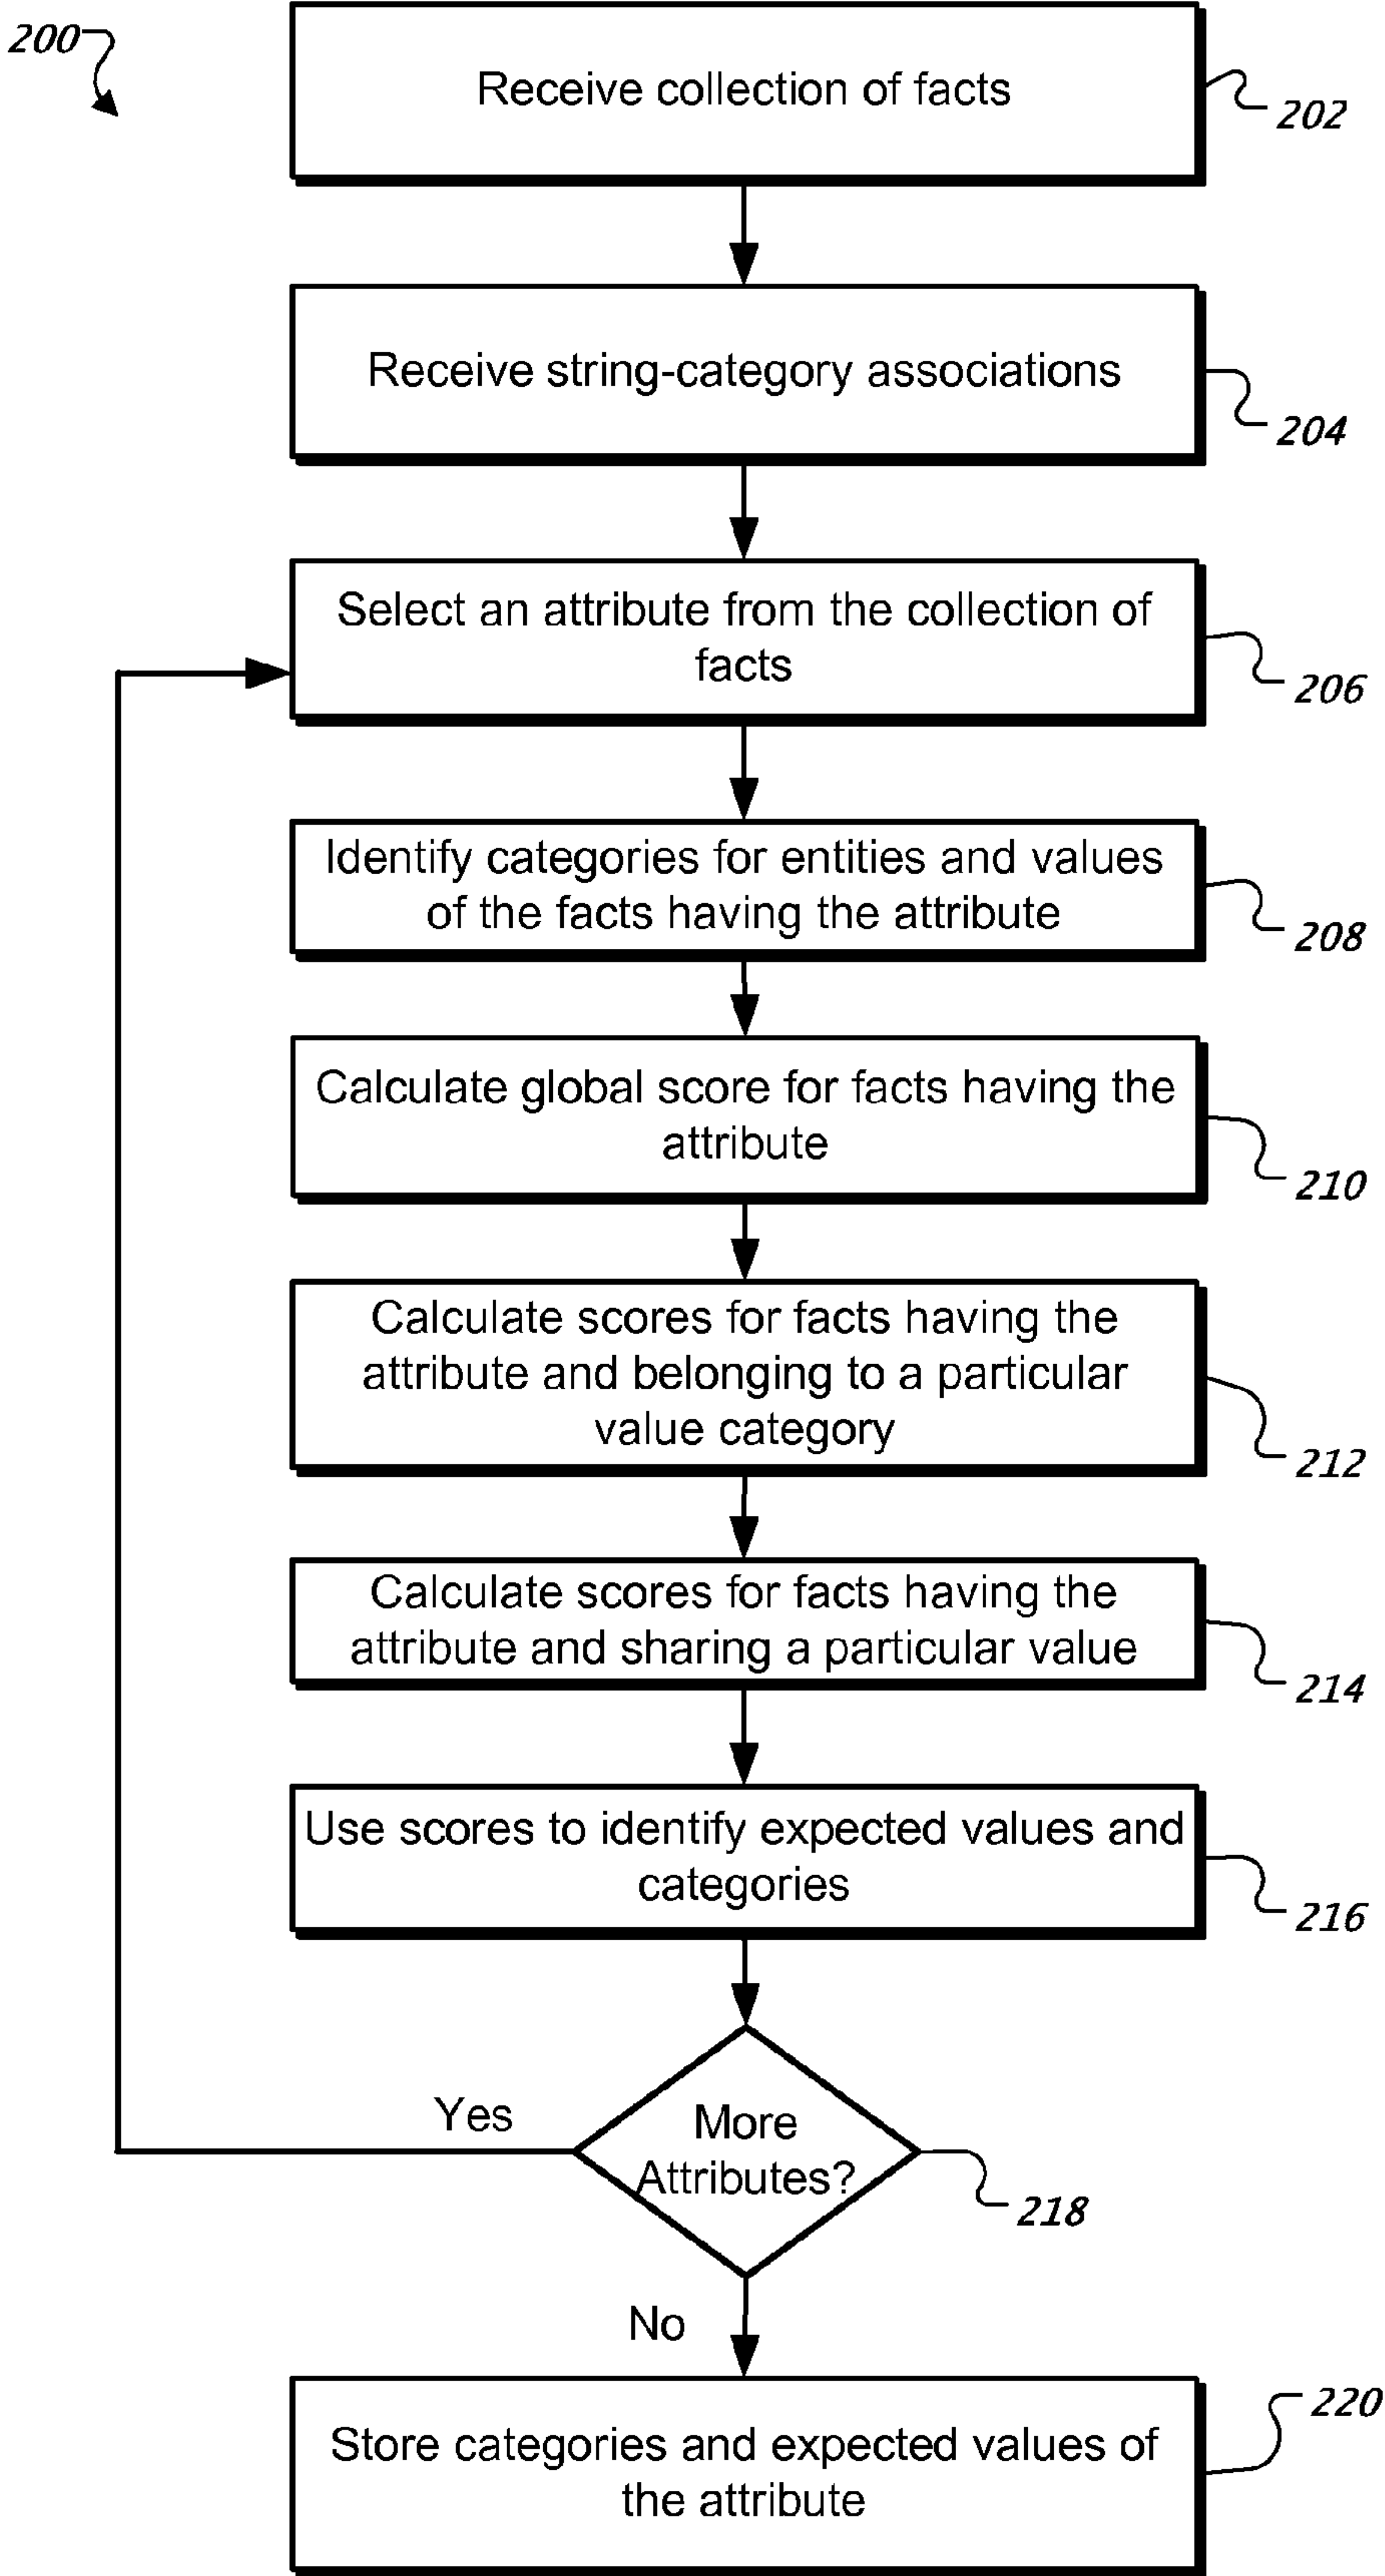 200
Receive collection of facts
202
Receive string-category associations
204
Select an attribute from the collection of
facts
206
Identify categories for entities and values
of the facts having the attribute
208
Calculate global score for facts having the
attribute
210
Calculate scores for facts having the
attribute and belonging to a particular
value category
212
Calculate scores for facts having the
attribute and sharing a particular value
214
Use scores to identify expected values and
categories
216
Yes
More
Attributes?
218
No
220
Store categories and expected values of
the attribute